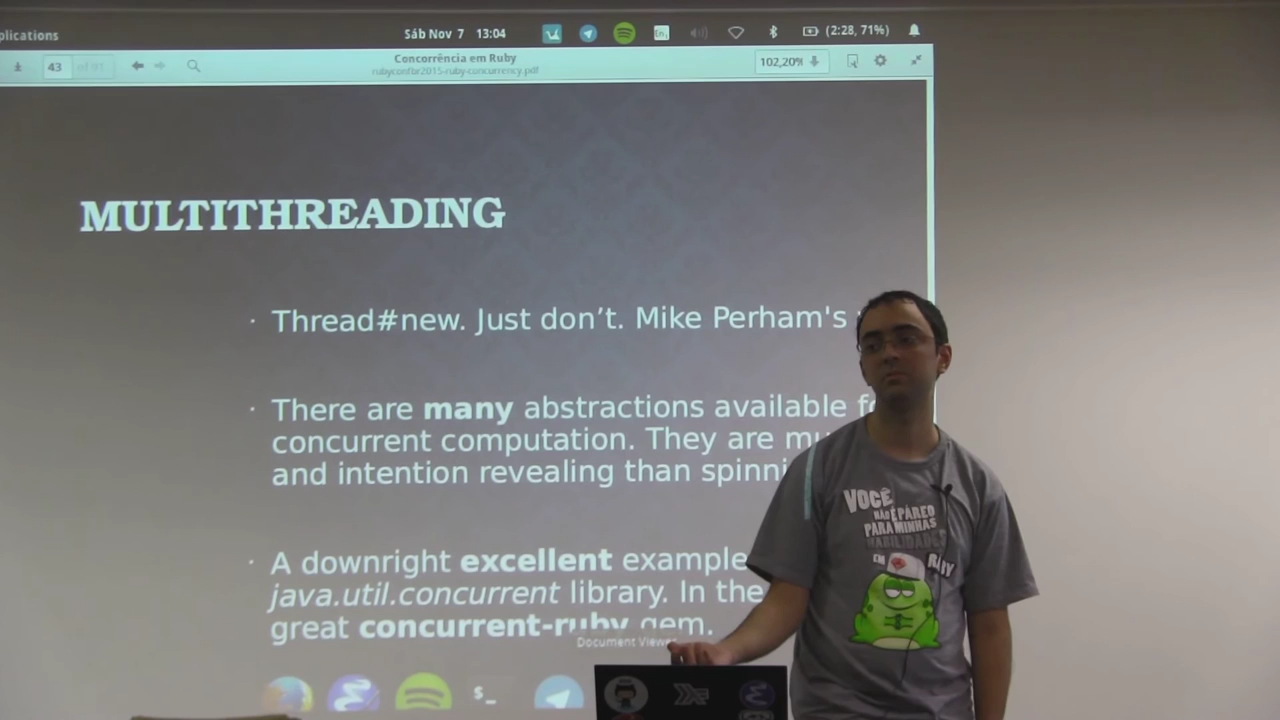 plications
Sáb Nov 7 13:04
(2:28, 71%)
43 of 91
Concorrência em Ruby
rubyconfbr2015-ruby-concurrency.pdf
102,20%
MULTITHREADING
· Thread#new. Just don’t. Mike Perham's
· There are many abstractions available
concurrent computation. They are
and intention revealing than
· A downright excellent example
java.util.concurrent library. In the
great concurrent-ruby gem.
Document Viewer
$_
VOCÊ
NÃO É PÁREO
PARA MINHAS
HABILIDADES
EM RUBY